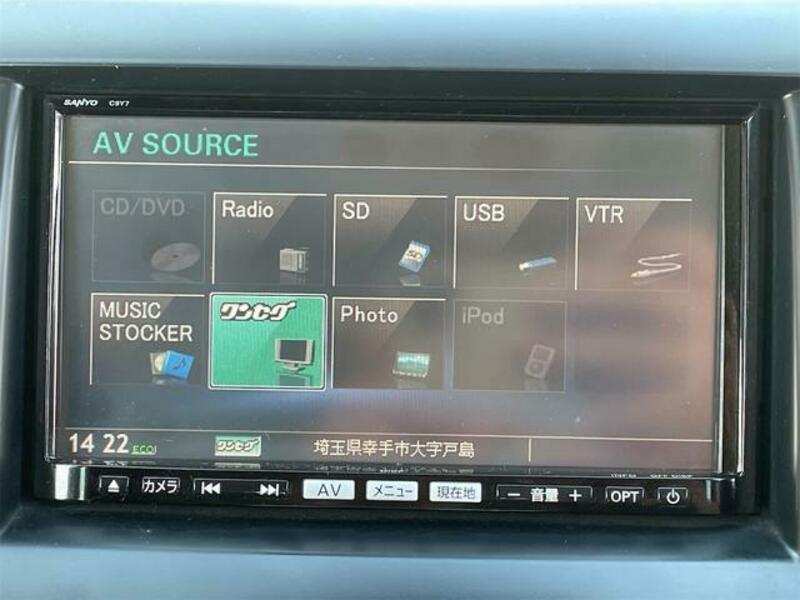 SANYO C9Y7
AV SOURCE
CD/DVD
Radio
SD
USB
VTR
MUSIC
STOCKER
ワンセグ
Photo
iPod
14 22 ECO!
ワンセグ
埼玉県幸手市大字戸島
カメラ
AV
メニュー
現在地
− 音量 +
OPT